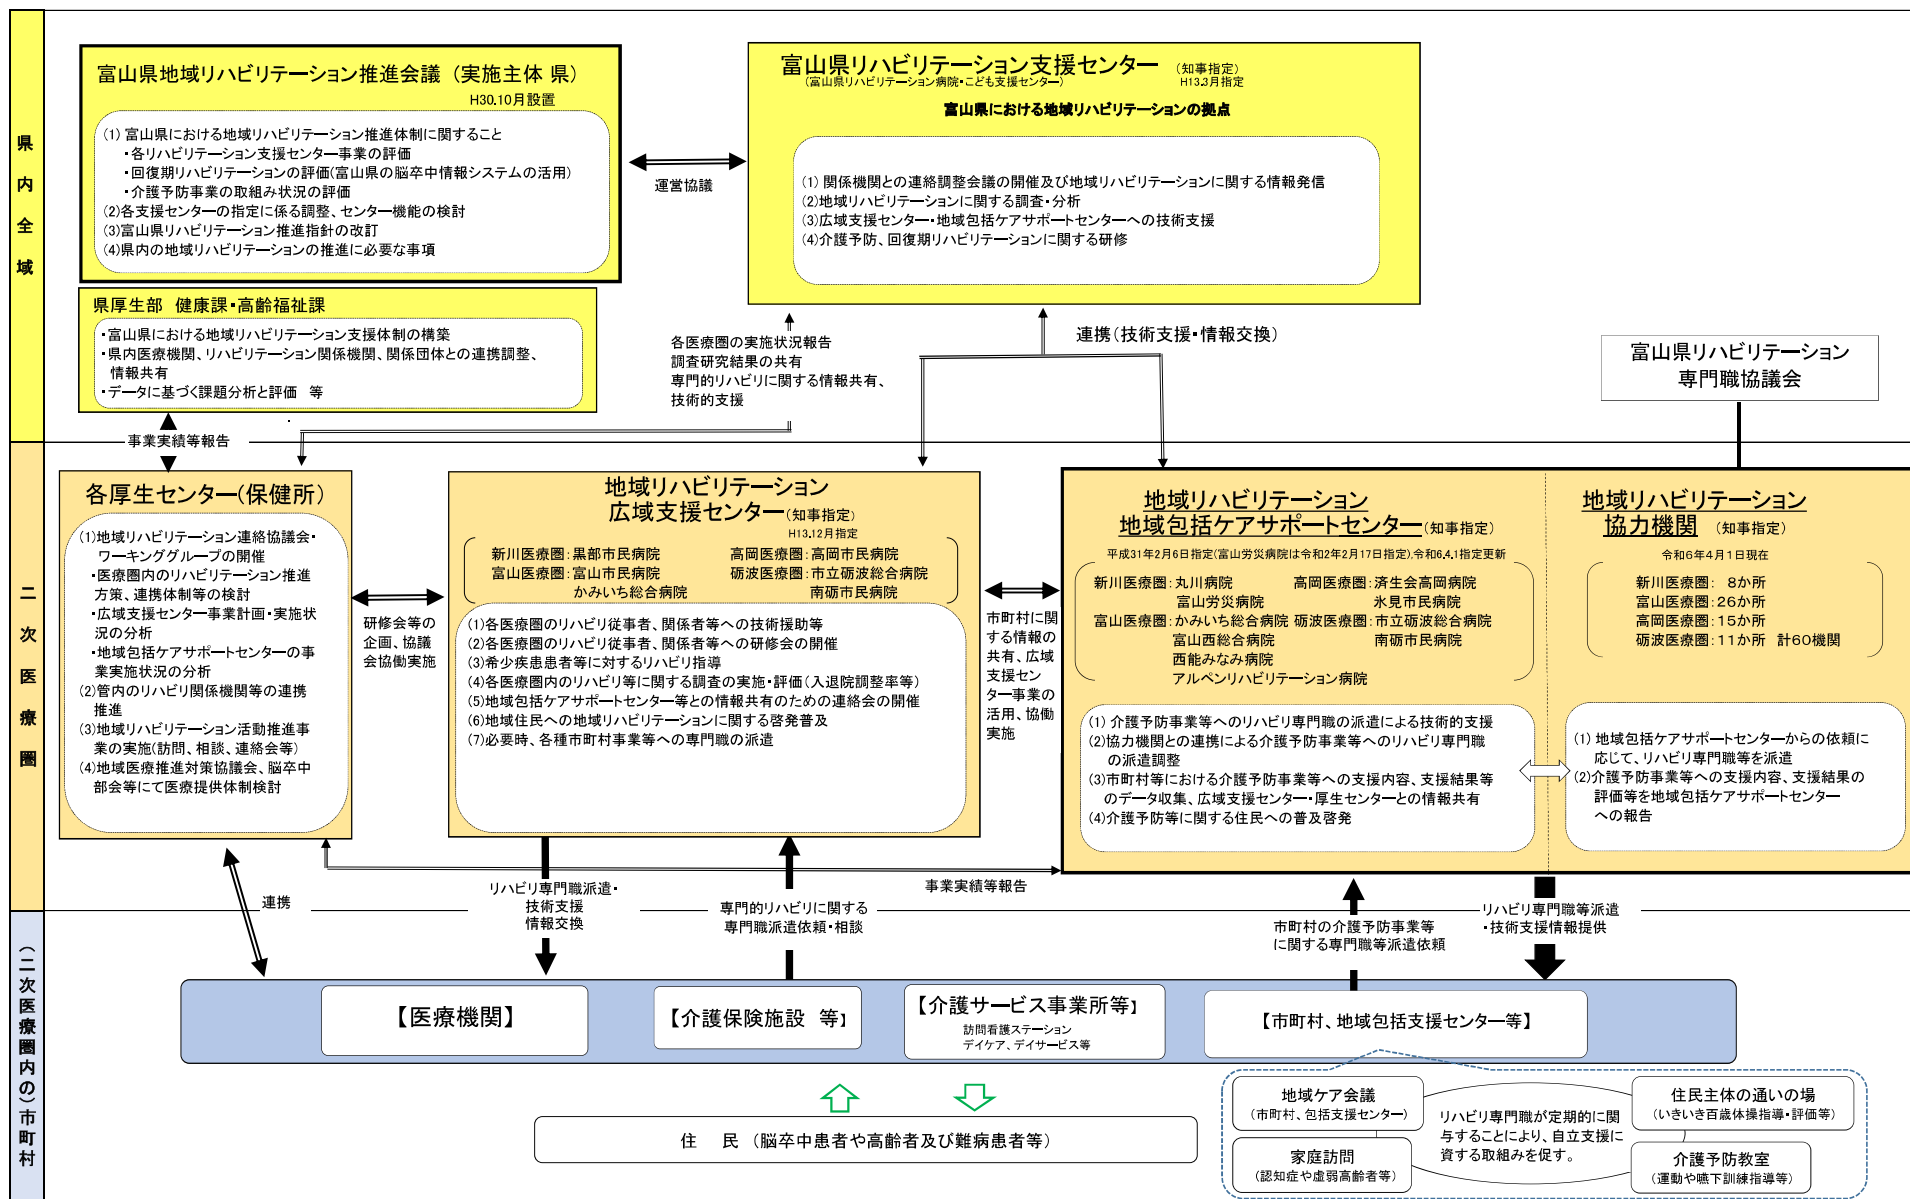 県内全域
富山県地域リハビリテーション推進会議（実施主体 県）
H30.10月設置
(1) 富山県における地域リハビリテーション推進体制に関すること
・各リハビリテーション支援センター事業の評価
・回復期リハビリテーションの評価(富山県の脳卒中情報システムの活用)
・介護予防事業の取組み状況の評価
(2)各支援センターの指定に係る調整、センター機能の検討
(3)富山県リハビリテーション推進指針の改訂
(4)県内の地域リハビリテーションの推進に必要な事項
運営協議
富山県リハビリテーション支援センター （知事指定）
（富山県リハビリテーション病院・こども支援センター） H13.3月指定
富山県における地域リハビリテーションの拠点
(1) 関係機関との連絡調整会議の開催及び地域リハビリテーションに関する情報発信
(2)地域リハビリテーションに関する調査・分析
(3)広域支援センター・地域包括ケアサポートセンターへの技術支援
(4)介護予防、回復期リハビリテーションに関する研修
県厚生部 健康課・高齢福祉課
・富山県における地域リハビリテーション支援体制の構築
・県内医療機関、リハビリテーション関係機関、関係団体との連携調整、
情報共有
・データに基づく課題分析と評価 等
各医療圏の実施状況報告
調査研究結果の共有
専門的リハビリに関する情報共有、
技術的支援
連携（技術支援・情報交換）
富山県リハビリテーション
専門職協議会
事業実績等報告
二次医療圏
各厚生センター(保健所)
(1)地域リハビリテーション連絡協議会・
ワーキンググループの開催
・医療圏内のリハビリテーション推進
方策、連携体制等の検討
・広域支援センター事業計画・実施状
況の分析
・地域包括ケアサポートセンターの事
業実施状況の分析
(2)管内のリハビリ関係機関等の連携
推進
(3)地域リハビリテーション活動推進事
業の実施(訪問、相談、連絡会等)
(4)地域医療推進対策協議会、脳卒中
部会等にて医療提供体制検討
研修会等の
企画、協議
会協働実施
地域リハビリテーション
広域支援センター（知事指定）
H13.12月指定
新川医療圏：黒部市民病院 高岡医療圏：高岡市民病院
富山医療圏：富山市民病院 砺波医療圏：市立砺波総合病院
かみいち総合病院 南砺市民病院
(1)各医療圏のリハビリ従事者、関係者等への技術援助等
(2)各医療圏のリハビリ従事者、関係者等への研修会の開催
(3)希少疾患患者等に対するリハビリ指導
(4)各医療圏内のリハビリ等に関する調査の実施・評価（入退院調整率等）
(5)地域包括ケアサポートセンター等との情報共有のための連絡会の開催
(6)地域住民への地域リハビリテーションに関する啓発普及
(7)必要時、各種市町村事業等への専門職の派遣
市町村に関
する情報の
共有、広域
支援セン
ター事業の
活用、協働
実施
地域リハビリテーション
地域包括ケアサポートセンター（知事指定）
平成31年2月6日指定(富山労災病院は令和2年2月17日指定)、令和6.4.1指定更新
新川医療圏：丸川病院 高岡医療圏：済生会高岡病院
富山労災病院 氷見市民病院
富山医療圏：かみいち総合病院 砺波医療圏：市立砺波総合病院
富山西総合病院 南砺市民病院
西能みなみ病院
アルペンリハビリテーション病院
(1) 介護予防事業等へのリハビリ専門職の派遣による技術的支援
(2)協力機関との連携による介護予防事業等へのリハビリ専門職
の派遣調整
(3)市町村等における介護予防事業等への支援内容、支援結果等
のデータ収集、広域支援センター・厚生センターとの情報共有
(4)介護予防等に関する住民への普及啓発
地域リハビリテーション
協力機関 （知事指定）
令和6年4月1日現在
新川医療圏： 8か所
富山医療圏：26か所
高岡医療圏：15か所
砺波医療圏：11か所 計60機関
(1) 地域包括ケアサポートセンターからの依頼に
応じて、リハビリ専門職等を派遣
(2)介護予防事業等への支援内容、支援結果の
評価等を地域包括ケアサポートセンター
への報告
連携
リハビリ専門職派遣・
技術支援
情報交換
専門的リハビリに関する
専門職派遣依頼・相談
事業実績等報告
市町村の介護予防事業等
に関する専門職等派遣依頼
リハビリ専門職等派遣
・技術支援情報提供
（二次医療圏内の）市町村
【医療機関】
【介護保険施設 等】
【介護サービス事業所等】
訪問看護ステーション
デイケア、デイサービス等
【市町村、地域包括支援センター等】
住 民 （脳卒中患者や高齢者及び難病患者等）
地域ケア会議
（市町村、包括支援センター）
住民主体の通いの場
（いきいき百歳体操指導・評価等）
リハビリ専門職が定期的に関
与することにより、自立支援に
資する取組みを促す。
家庭訪問
（認知症や虚弱高齢者等）
介護予防教室
（運動や嚥下訓練指導等）